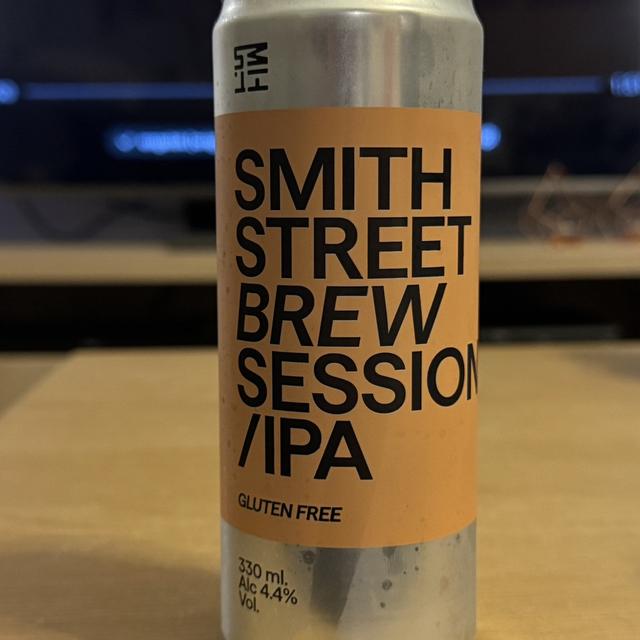 SMITH
STREET
BREW
SESSION
/IPA
GLUTEN FREE
330 ml.
Alc 4.4%
Vol.